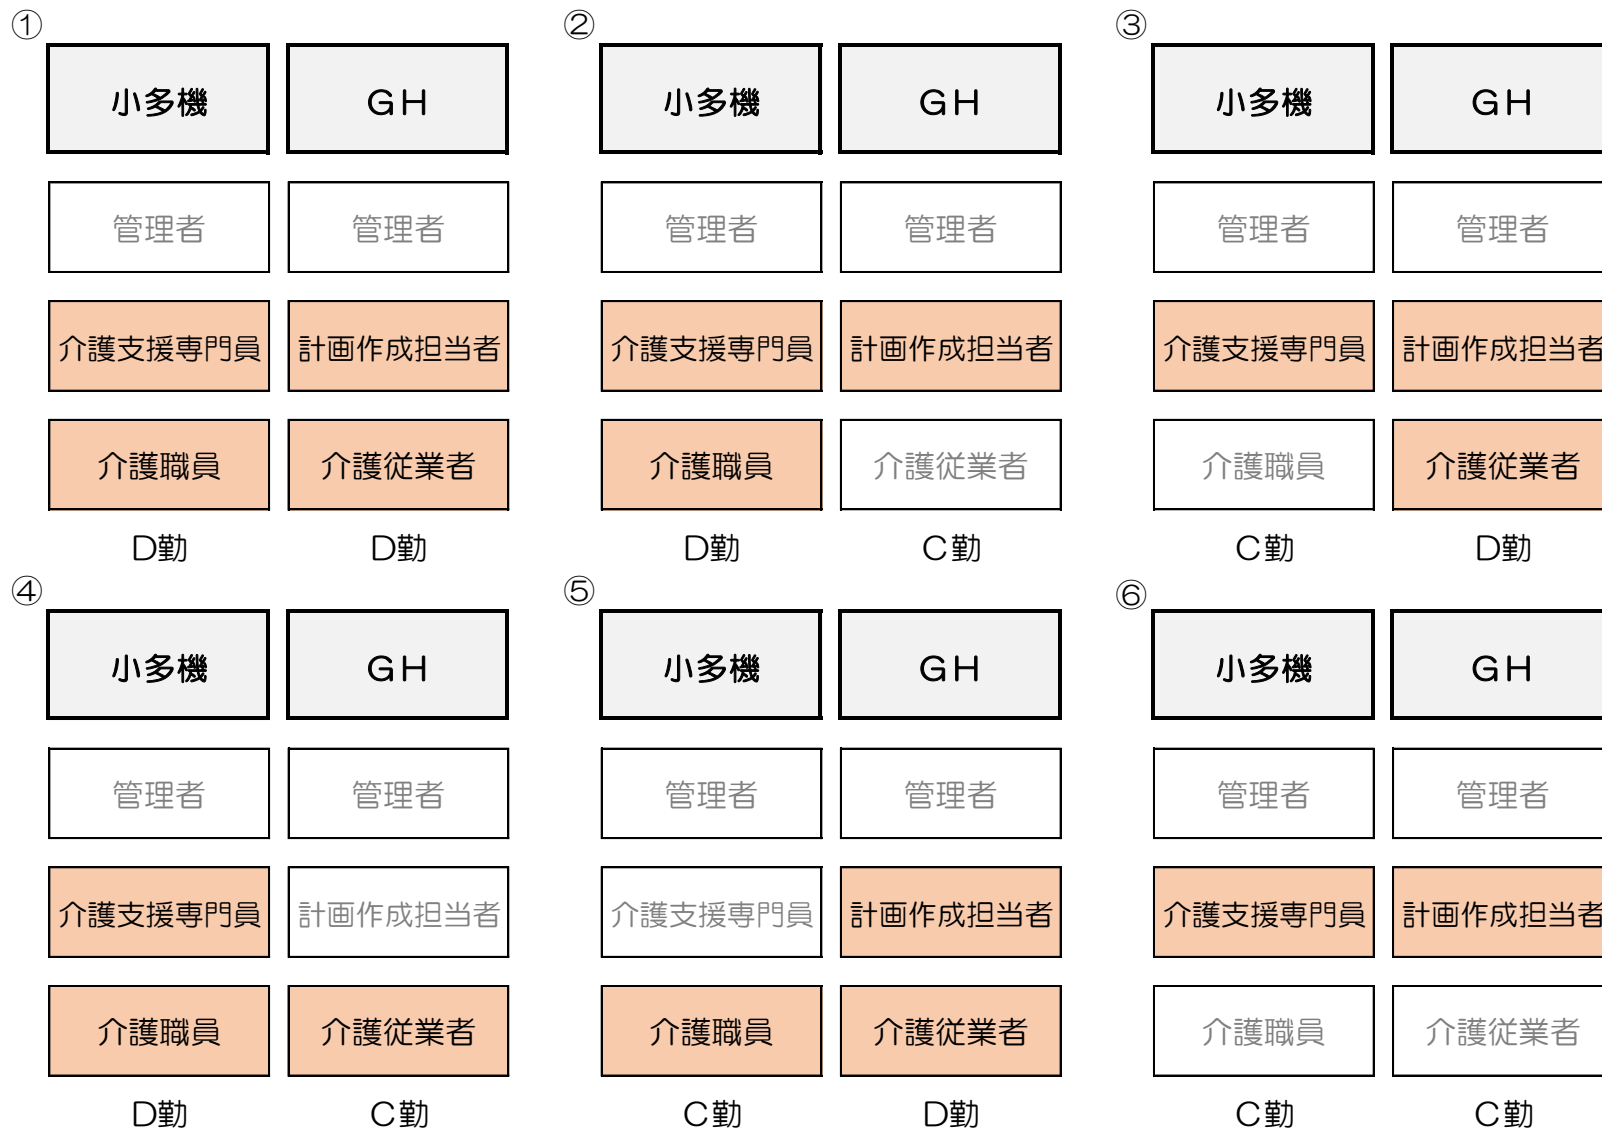 ① ② ③
小多機 ＧＨ 小多機 ＧＨ 小多機 ＧＨ
管理者 管理者 管理者 管理者 管理者 管理者
介護支援専門員 計画作成担当者 介護支援専門員 計画作成担当者 介護支援専門員 計画作成担当者
介護職員 介護従業者 介護職員 介護従業者 介護職員 介護従業者
Ｄ勤 Ｄ勤 Ｄ勤 Ｃ勤 Ｃ勤 Ｄ勤
④ ⑤ ⑥
小多機 ＧＨ 小多機 ＧＨ 小多機 ＧＨ
管理者 管理者 管理者 管理者 管理者 管理者
介護支援専門員 計画作成担当者 介護支援専門員 計画作成担当者 介護支援専門員 計画作成担当者
介護職員 介護従業者 介護職員 介護従業者 介護職員 介護従業者
Ｄ勤 Ｃ勤 Ｃ勤 Ｄ勤 Ｃ勤 Ｃ勤